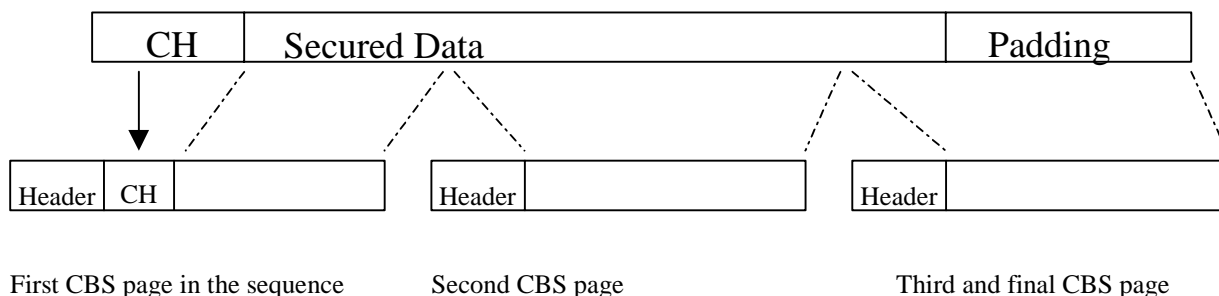 CH Secured Data Padding
Header CH Header Header
First CBS page in the sequence Second CBS page Third and final CBS page